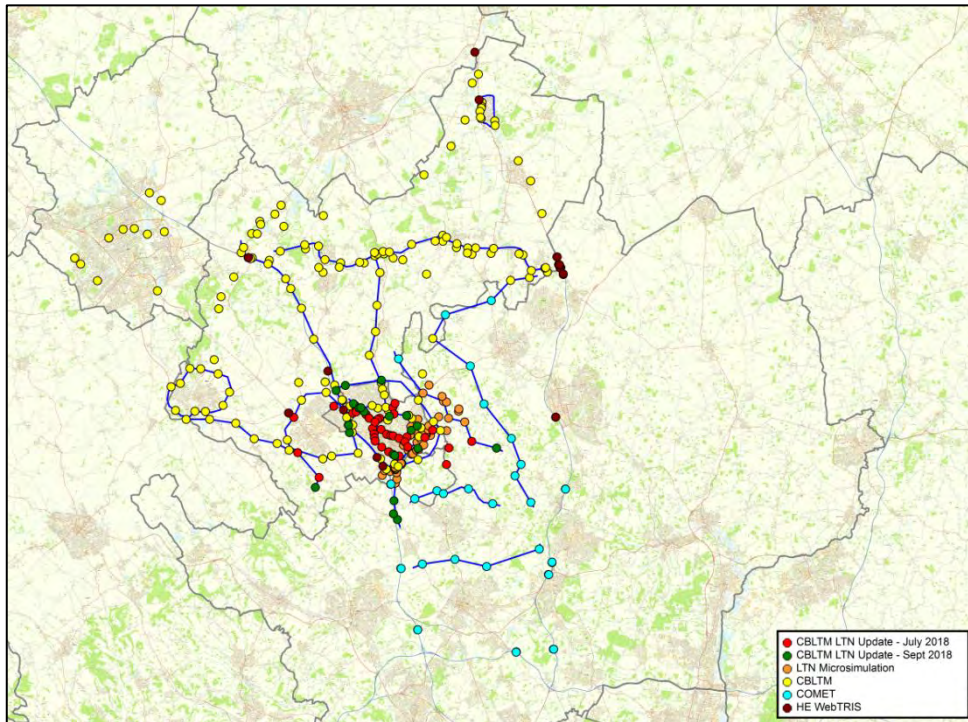 CBLTM LTN Update - July 2018
CBLTM LTN Update - Sept 2018
LTN Microsimulation
CBLTM
COMET
HE WebTRIS